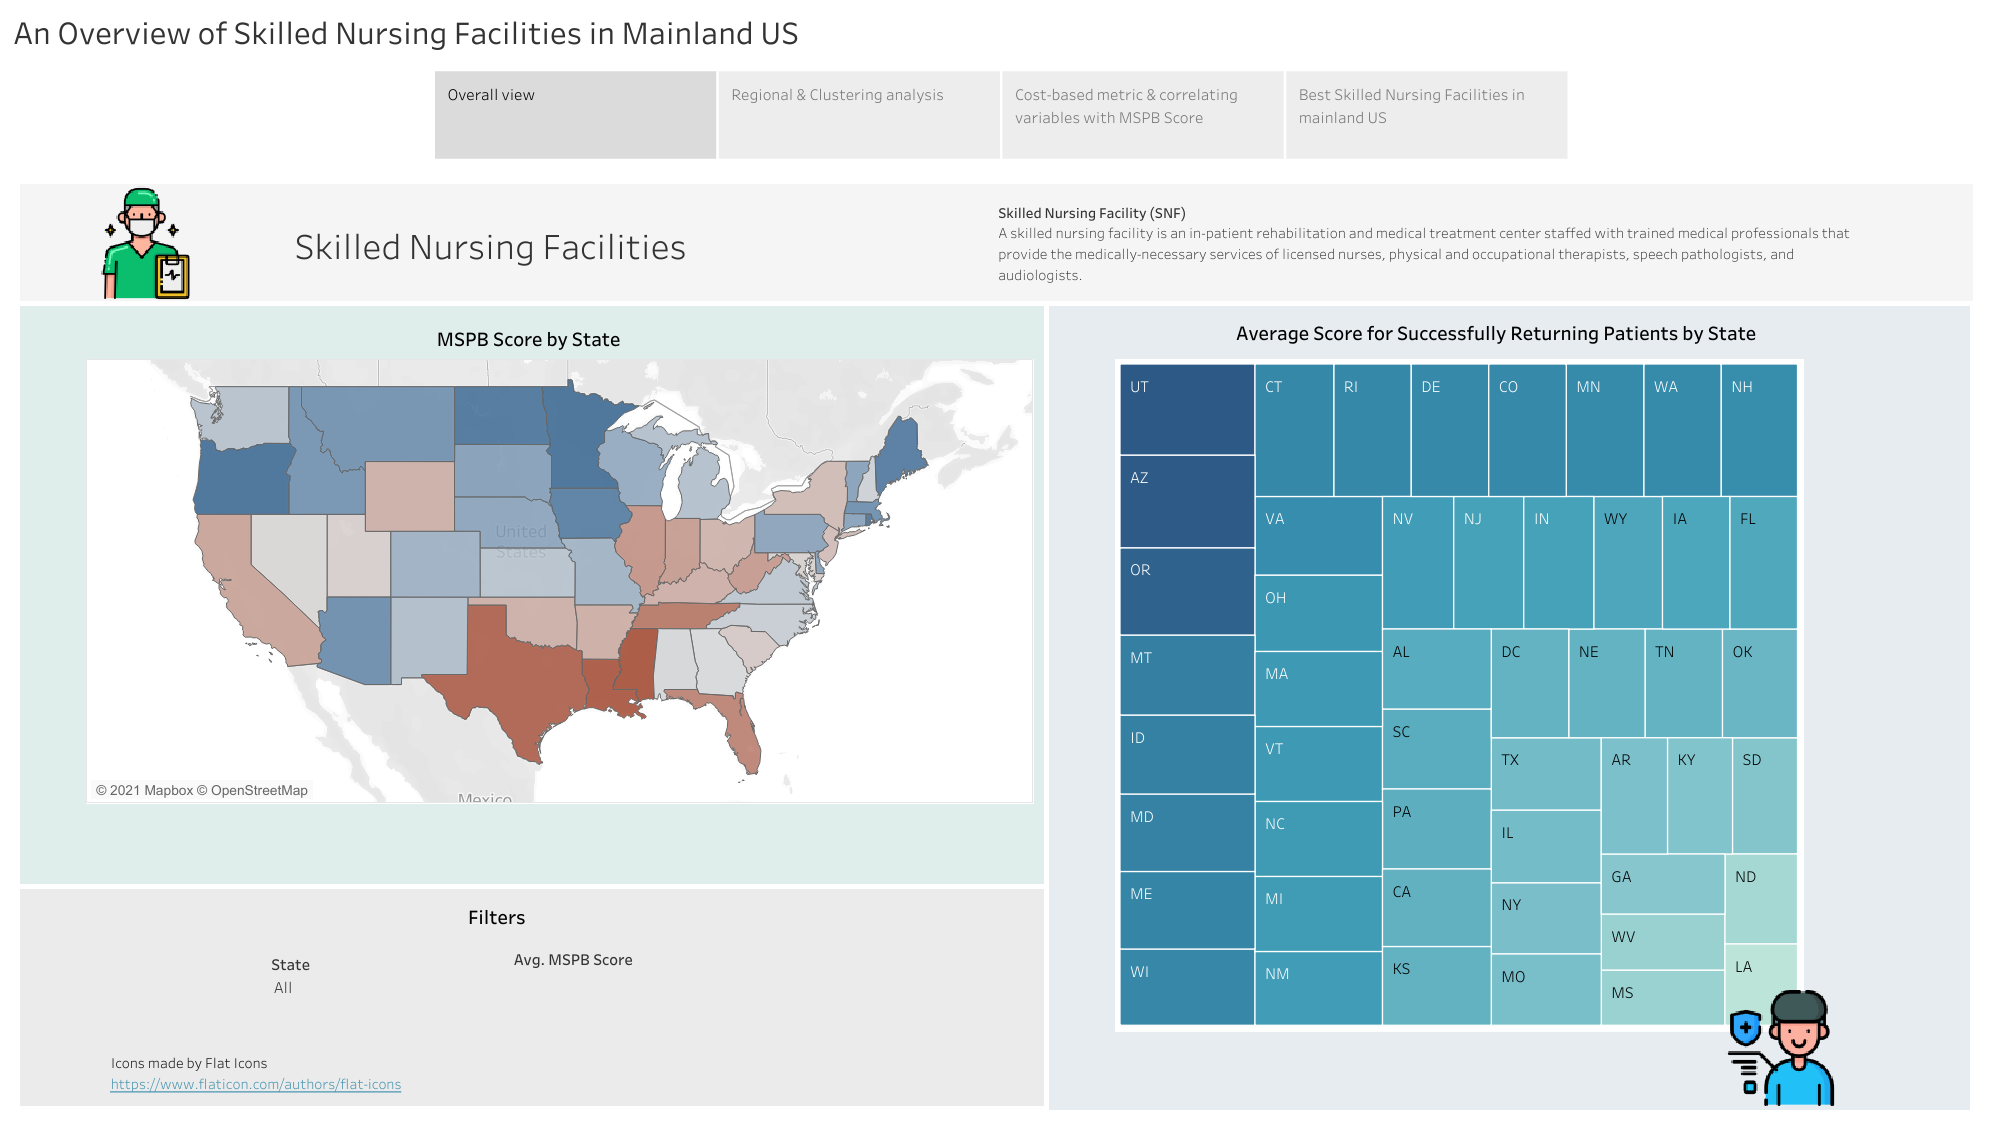 An Overview of Skilled Nursing Facilities in Mainland US
Overall view
Regional & Clustering analysis
Cost-based metric & correlating
variables with MSPB Score
Best Skilled Nursing Facilities in
mainland US
Skilled Nursing Facilities
Skilled Nursing Facility (SNF)
A skilled nursing facility is an in-patient rehabilitation and medical treatment center staffed with trained medical professionals that
provide the medically-necessary services of licensed nurses, physical and occupational therapists, speech pathologists, and
audiologists.
MSPB Score by State
United
States
Mexico
© 2021 Mapbox © OpenStreetMap
Average Score for Successfully Returning Patients by State
UT
AZ
OR
MT
ID
MD
ME
WI
CT
RI
DE
CO
MN
WA
NH
VA
OH
MA
VT
NC
MI
NM
NV
NJ
IN
WY
IA
FL
AL
SC
PA
CA
KS
DC
NE
TN
OK
TX
IL
NY
MO
AR
KY
SD
GA
WV
MS
ND
LA
Filters
State
All
Avg. MSPB Score
Icons made by Flat Icons
https://www.flaticon.com/authors/flat-icons